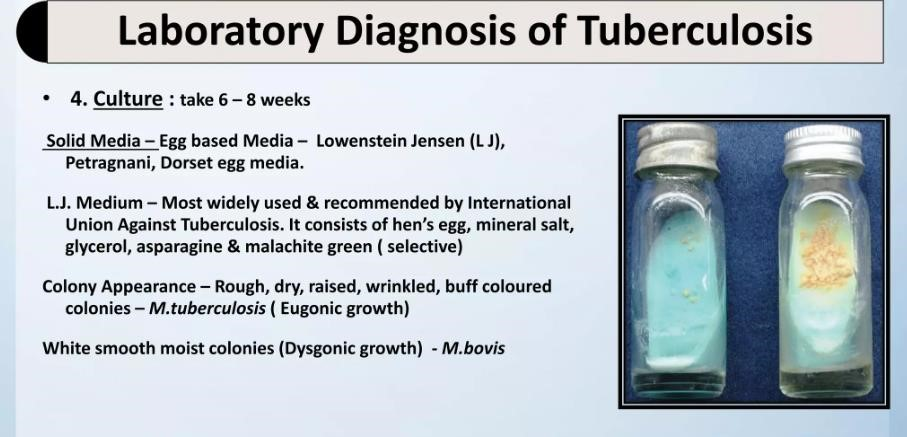 Laboratory Diagnosis of Tuberculosis
• 4. Culture : take 6 – 8 weeks
Solid Media – Egg based Media – Lowenstein Jensen (L J),
Petragnani, Dorset egg media.
L.J. Medium – Most widely used & recommended by International
Union Against Tuberculosis. It consists of hen’s egg, mineral salt,
glycerol, asparagine & malachite green ( selective)
Colony Appearance – Rough, dry, raised, wrinkled, buff coloured
colonies – M.tuberculosis ( Eugonic growth)
White smooth moist colonies (Dysgonic growth) - M.bovis